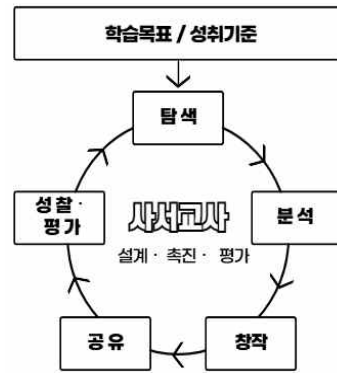 학습목표 / 성취기준
탐색
분석
창작
공유
성찰 ·
평가
사서교사
설계 · 촉진 · 평가